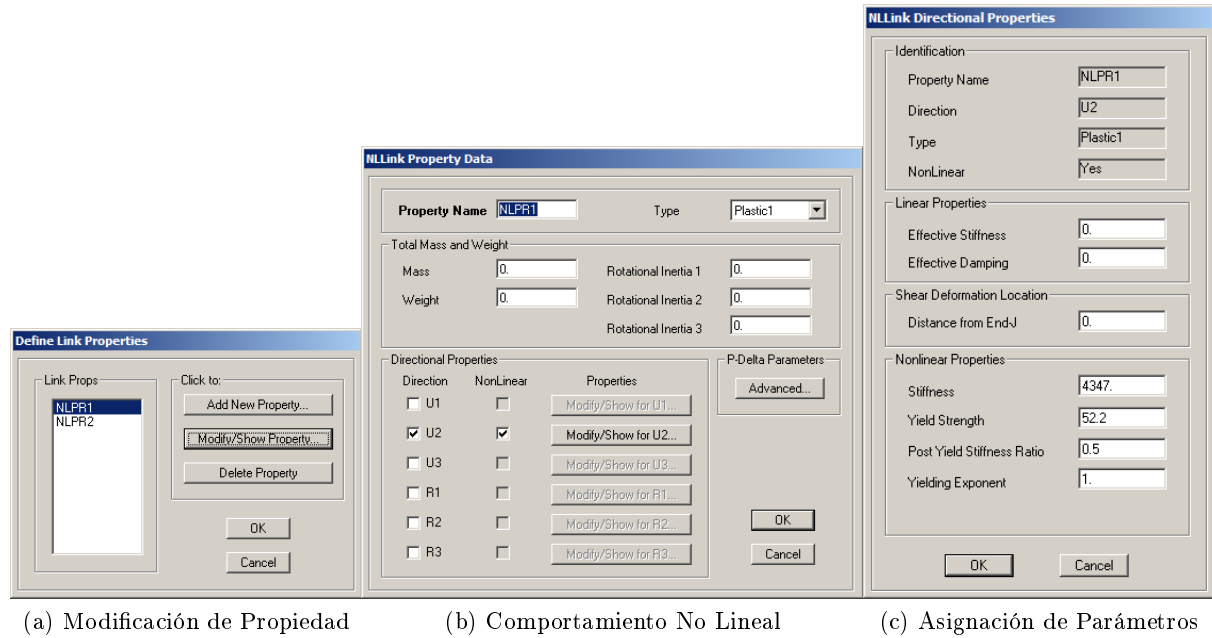 Define Link Properties
Link Props
NLPR1
NLPR2
Click to:
Add New Property...
Modify/Show Property...
Delete Property
OK
Cancel
(a) Modificación de Propiedad
NLLink Property Data
Property Name NLPR1 Type Plastic1
Total Mass and Weight
Mass 0. Rotational Inertia 1 0.
Weight 0. Rotational Inertia 2 0.
Rotational Inertia 3 0.
Directional Properties
Direction NonLinear Properties
U1 Modify/Show for U1...
U2 Modify/Show for U2...
U3 Modify/Show for U3...
R1 Modify/Show for R1...
R2 Modify/Show for R2...
R3 Modify/Show for R3...
P-Delta Parameters
Advanced...
OK
Cancel
(b) Comportamiento No Lineal
NLLink Directional Properties
Identification
Property Name NLPR1
Direction U2
Type Plastic1
NonLinear Yes
Linear Properties
Effective Stiffness 0.
Effective Damping 0.
Shear Deformation Location
Distance from End-J 0.
Nonlinear Properties
Stiffness 4347.
Yield Strength 52.2
Post Yield Stiffness Ratio 0.5
Yielding Exponent 1.
OK Cancel
(c) Asignación de Parámetros